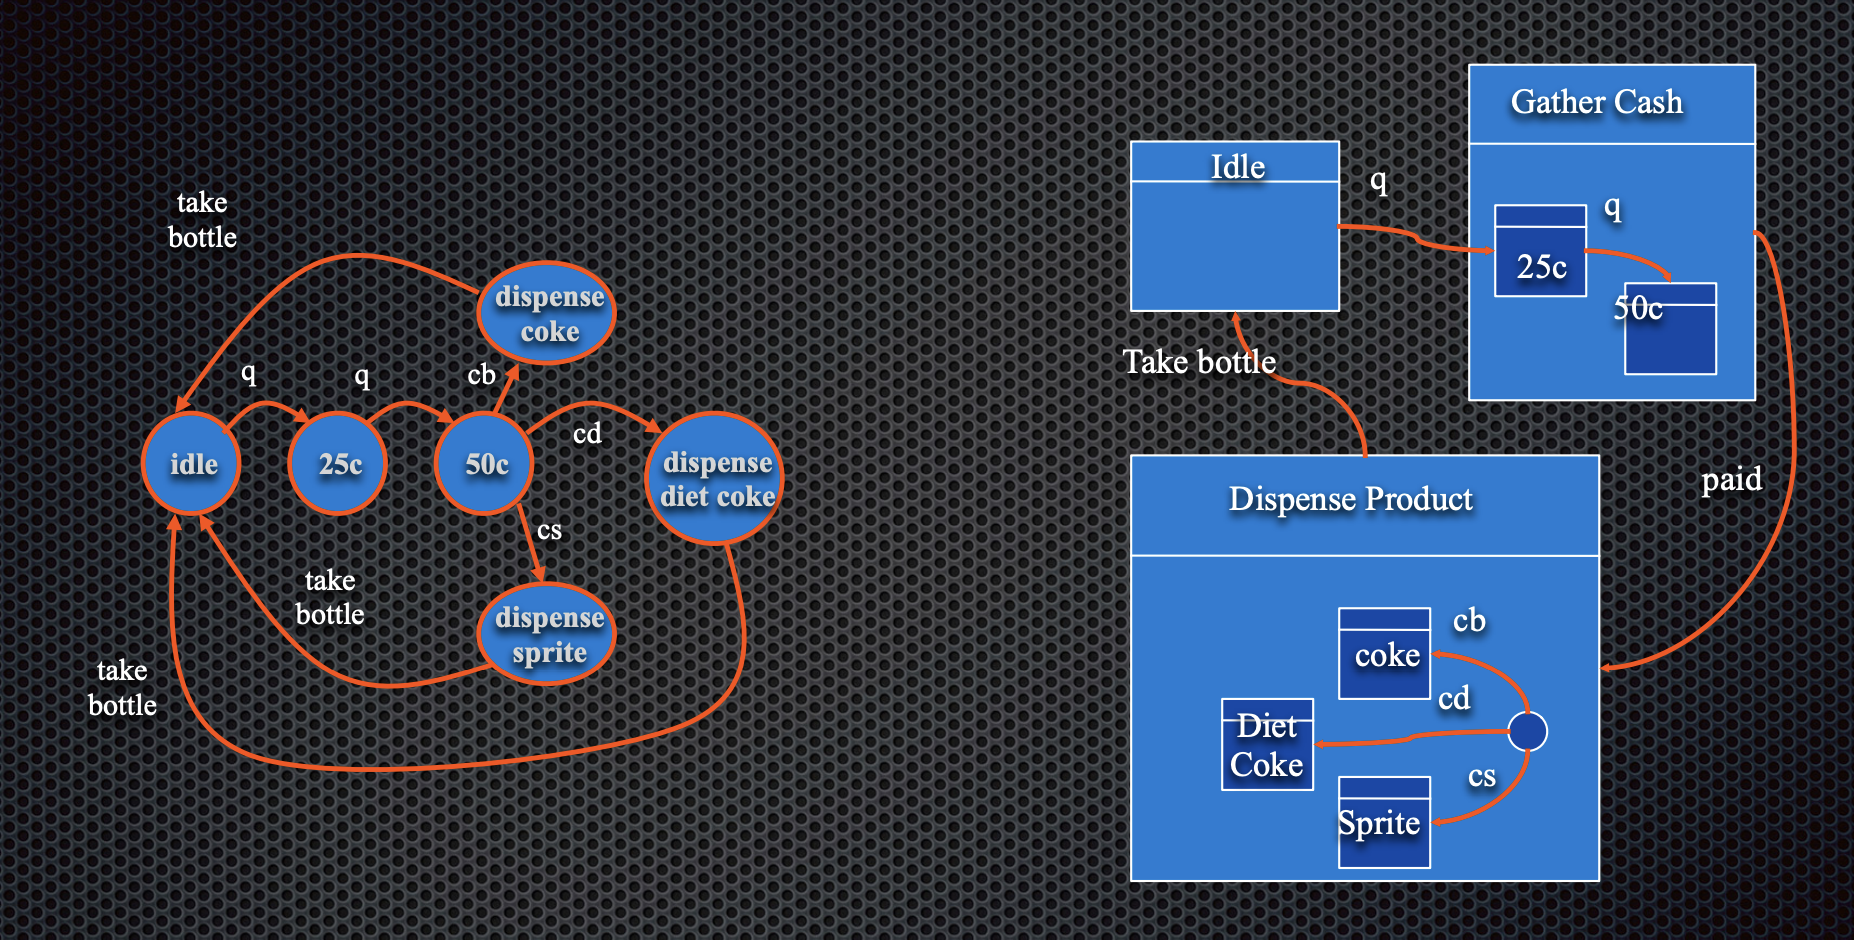 take
bottle
dispense
coke
q
q
cb
cd
idle
25c
50c
dispense
diet coke
cs
take
bottle
dispense
sprite
take
bottle
Gather Cash
Idle
q
q
25c
50c
Take bottle
paid
Dispense Product
cb
coke
cd
Diet
Coke
cs
Sprite